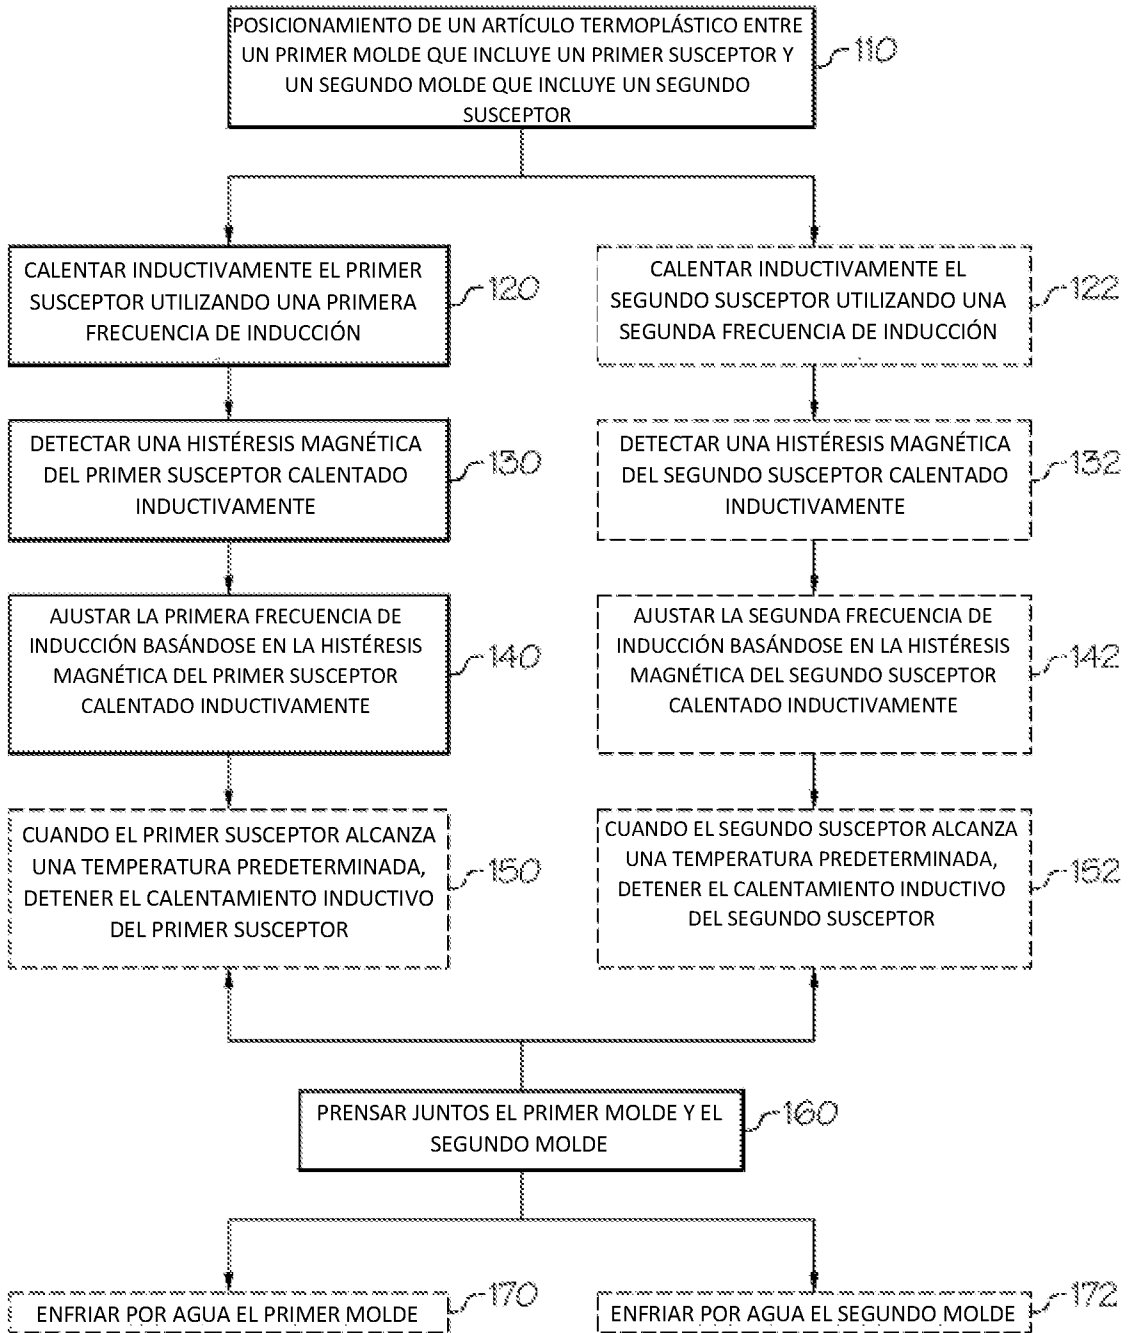 POSICIONAMIENTO DE UN ARTÍCULO TERMOPLÁSTICO ENTRE
UN PRIMER MOLDE QUE INCLUYE UN PRIMER SUSCEPTOR Y
UN SEGUNDO MOLDE QUE INCLUYE UN SEGUNDO
SUSCEPTOR
110
CALENTAR INDUCTIVAMENTE EL PRIMER
SUSCEPTOR UTILIZANDO UNA PRIMERA
FRECUENCIA DE INDUCCIÓN
120
CALENTAR INDUCTIVAMENTE EL
SEGUNDO SUSCEPTOR UTILIZANDO UNA
SEGUNDA FRECUENCIA DE INDUCCIÓN
122
DETECTAR UNA HISTÉRESIS MAGNÉTICA
DEL PRIMER SUSCEPTOR CALENTADO
INDUCTIVAMENTE
130
DETECTAR UNA HISTÉRESIS MAGNÉTICA
DEL SEGUNDO SUSCEPTOR CALENTADO
INDUCTIVAMENTE
132
AJUSTAR LA PRIMERA FRECUENCIA DE
INDUCCIÓN BASÁNDOSE EN LA HISTÉRESIS
MAGNÉTICA DEL PRIMER SUSCEPTOR
CALENTADO INDUCTIVAMENTE
140
AJUSTAR LA SEGUNDA FRECUENCIA DE
INDUCCIÓN BASÁNDOSE EN LA HISTÉRESIS
MAGNÉTICA DEL SEGUNDO SUSCEPTOR
CALENTADO INDUCTIVAMENTE
142
CUANDO EL PRIMER SUSCEPTOR ALCANZA
UNA TEMPERATURA PREDETERMINADA,
DETENER EL CALENTAMIENTO INDUCTIVO
DEL PRIMER SUSCEPTOR
150
CUANDO EL SEGUNDO SUSCEPTOR ALCANZA
UNA TEMPERATURA PREDETERMINADA,
DETENER EL CALENTAMIENTO INDUCTIVO
DEL SEGUNDO SUSCEPTOR
152
PRENSAR JUNTOS EL PRIMER MOLDE Y EL
SEGUNDO MOLDE
160
ENFRIAR POR AGUA EL PRIMER MOLDE
170
ENFRIAR POR AGUA EL SEGUNDO MOLDE
172